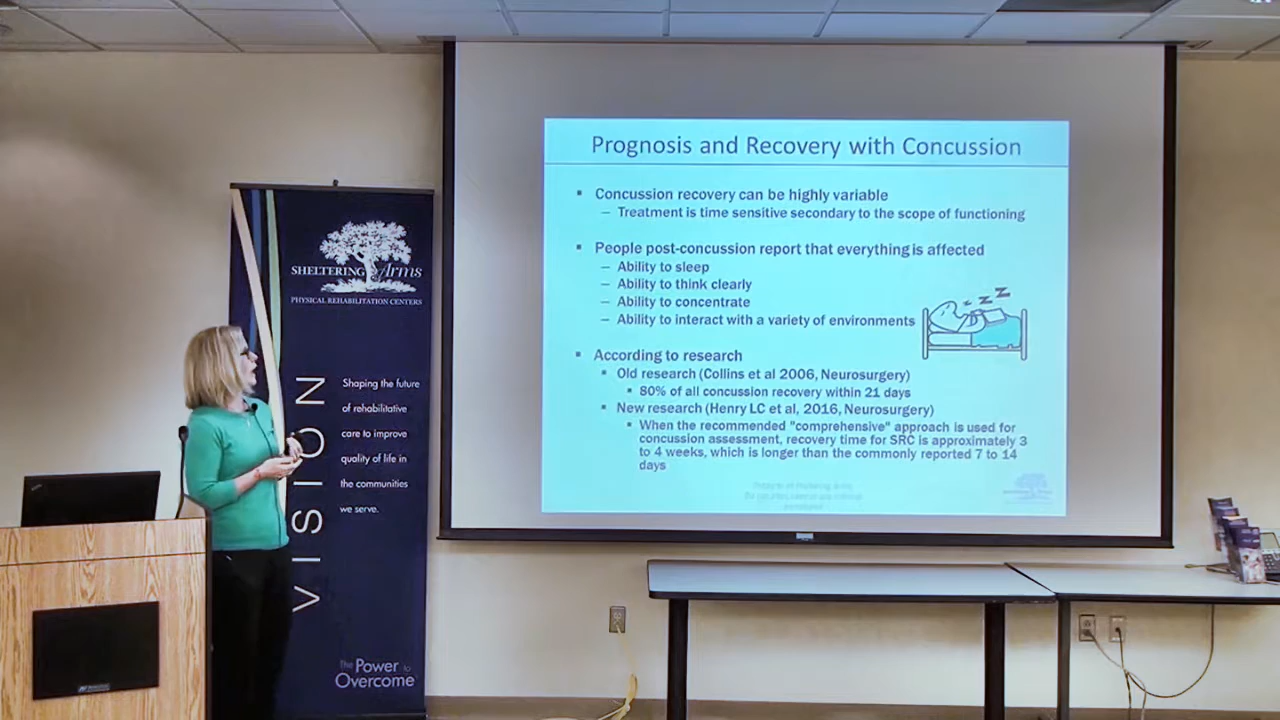 Prognosis and Recovery with Concussion
▪ Concussion recovery can be highly variable
– Treatment is time sensitive secondary to the scope of functioning
▪ People post-concussion report that everything is affected
– Ability to sleep
– Ability to think clearly
– Ability to concentrate
– Ability to interact with a variety of environments
z z Z Z
▪ According to research
▪ Old research (Collins et al 2006, Neurosurgery)
▪ 80% of all concussion recovery within 21 days
▪ New research (Henry LC et al, 2016, Neurosurgery)
▪ When the recommended "comprehensive" approach is used for
concussion assessment, recovery time for SRC is approximately 3
to 4 weeks, which is longer than the commonly reported 7 to 14
days
SHELTERING Arms
PHYSICAL REHABILITATION CENTERS
VISION
Shaping the future
of rehabilitative
care to improve
quality of life in
the communities
we serve.
The Power to
Overcome